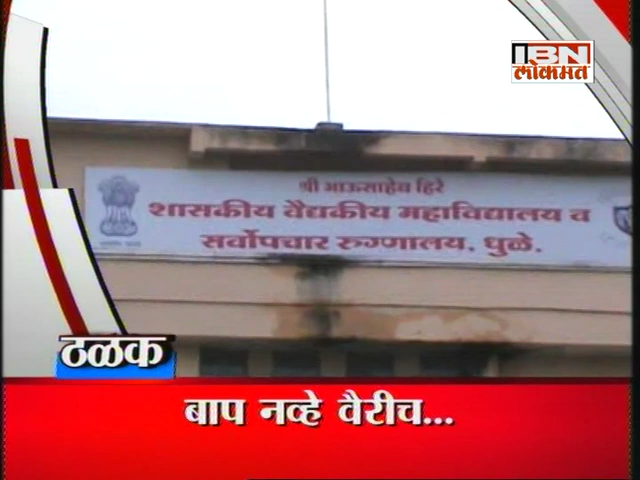 IBN
लोकमत
श्री भाऊसाहेब हिरे
शासकीय वैद्यकीय महाविद्यालय व
सर्वोपचार रुग्णालय, धुळे.
ठळक
बाप नव्हे वैरीच...